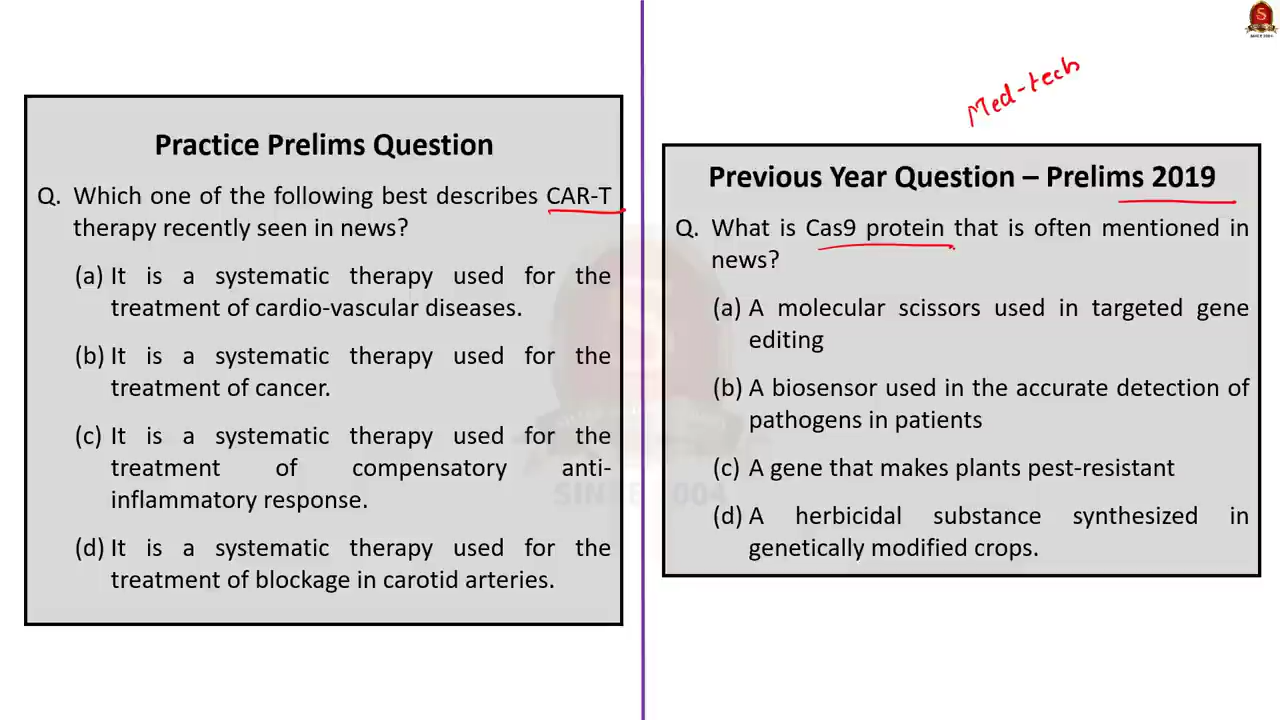 Practice Prelims Question
Q. Which one of the following best describes CAR-T
therapy recently seen in news?
(a) It is a systematic therapy used for the
treatment of cardio-vascular diseases.
(b) It is a systematic therapy used for the
treatment of cancer.
(c) It is a systematic therapy used for the
treatment of compensatory anti-
inflammatory response.
(d) It is a systematic therapy used for the
treatment of blockage in carotid arteries.
Med-tech
Previous Year Question – Prelims 2019
Q. What is Cas9 protein that is often mentioned in
news?
(a) A molecular scissors used in targeted gene
editing
(b) A biosensor used in the accurate detection of
pathogens in patients
(c) A gene that makes plants pest-resistant
(d) A herbicidal substance synthesized in
genetically modified crops.
S
SINCE 2004
SINCE 2004